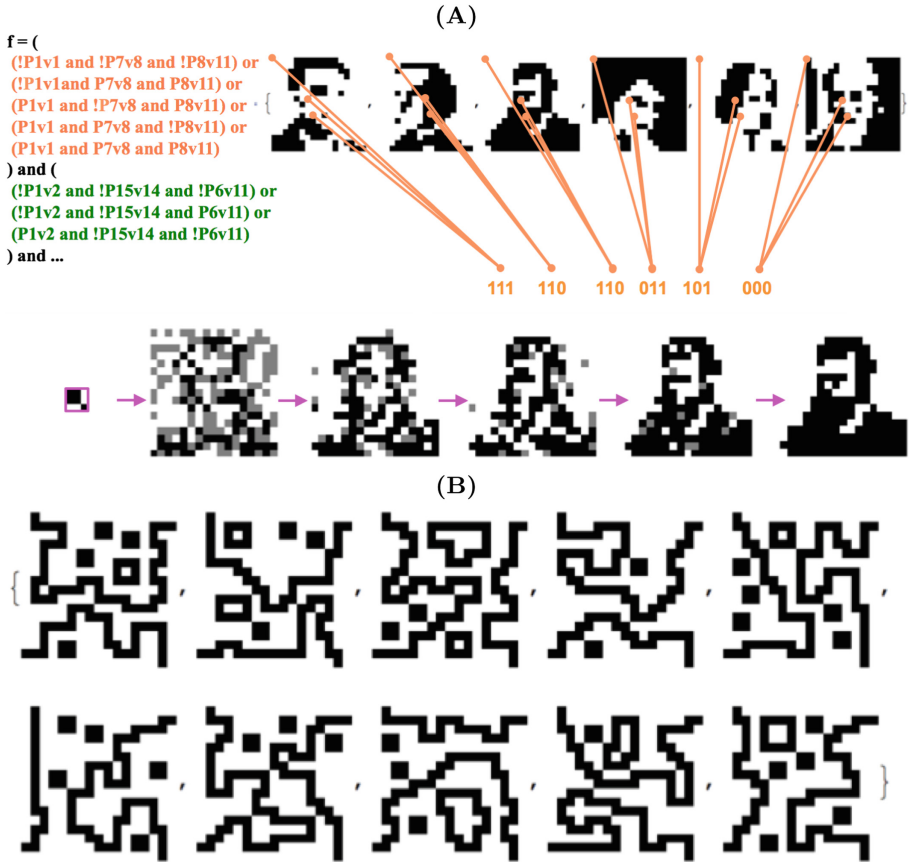 (A)
f = (
(!P1v1 and !P7v8 and !P8v11) or
(!P1v1and P7v8 and P8v11) or
(P1v1 and !P7v8 and P8v11) or
(P1v1 and P7v8 and !P8v11) or
(P1v1 and P7v8 and P8v11)
) and (
(!P1v2 and !P15v14 and !P6v11) or
(!P1v2 and !P15v14 and P6v11) or
(P1v2 and !P15v14 and !P6v11)
) and ...
· { , , , , , }
111 110 110 011 101 000
(B)
{ , , , , ,
, , , , }